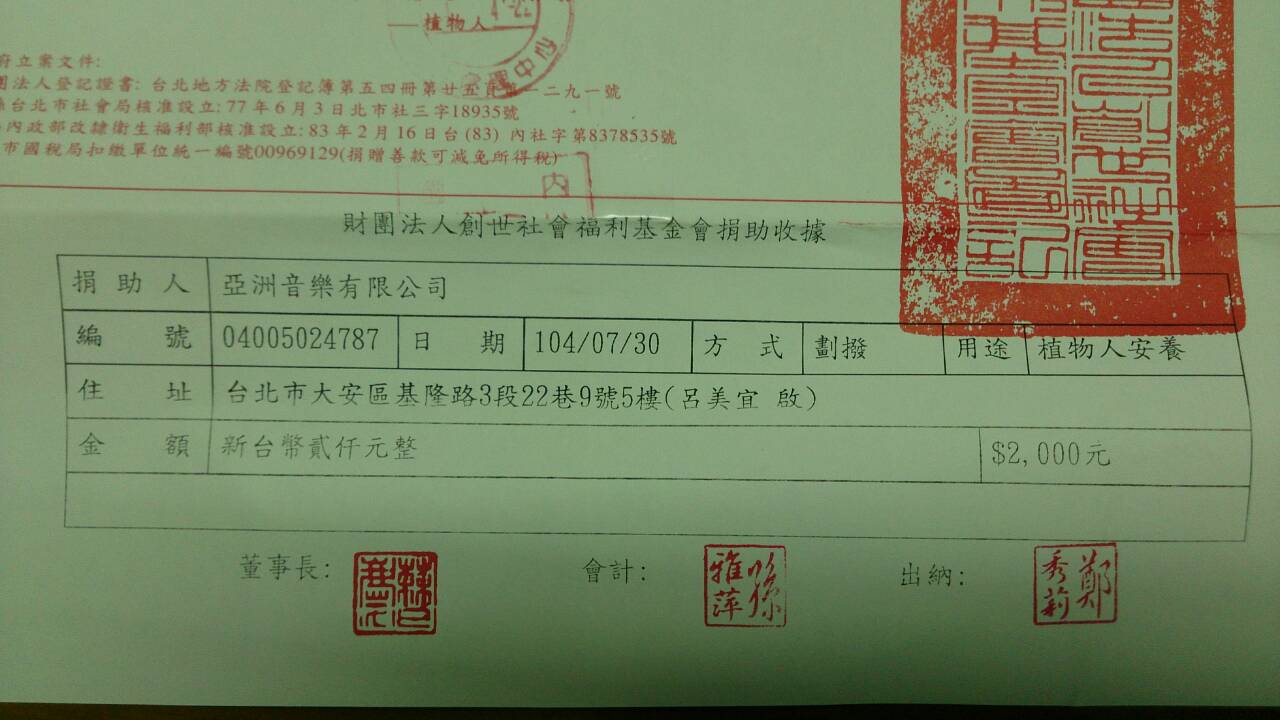 植物人
中心
府立案文件:
團法人登記證書: 台北地方法院登記簿第五四冊第廿五頁第一二九一號
台北市社會局核准設立: 77年6月3日北市社三字18935號
內政部改隸衛生福利部核准設立: 83年2月16日台(83) 內社字第8378535號
市國稅局扣繳單位統一編號00969129(捐贈善款可減免所得稅)
內
財團法人創世社會福利基金會捐助收據
捐助人 亞洲音樂有限公司
編號 04005024787 日期 104/07/30 方式 劃撥 用途 植物人安養
住址 台北市大安區基隆路3段22巷9號5樓(呂美宜 啟)
金額 新台幣貳仟元整 $2,000元
董事長: 會計: 孫雅萍 出納: 鄭秀莉